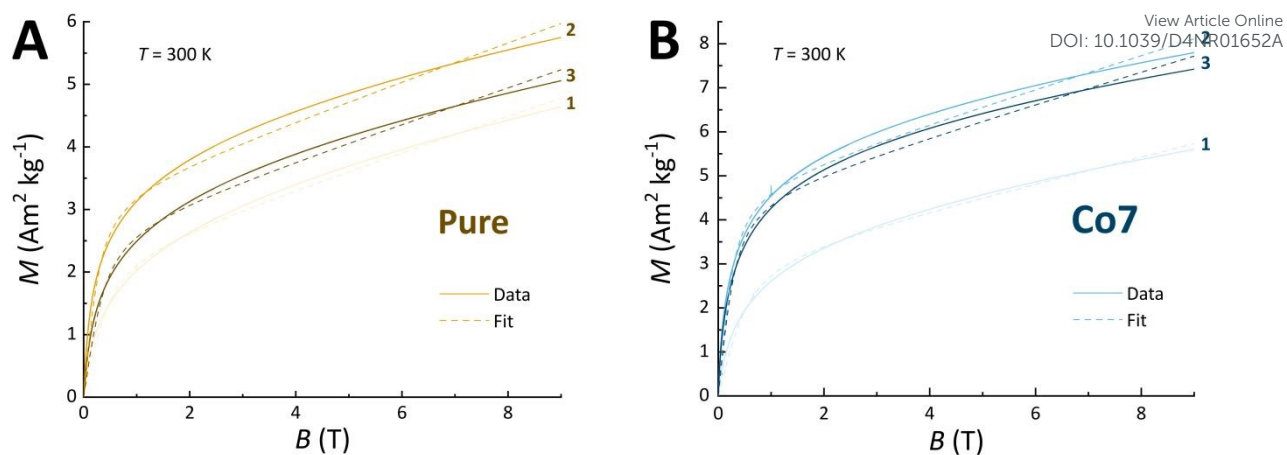 View Article Online
DOI: 10.1039/D4NR01652A
A
T = 300 K
6
5
4
3
2
1
0
M (Am² kg⁻¹)
2
3
1
Pure
Data
Fit
0 2 4 6 8
B (T)
B
T = 300 K
8
7
6
5
4
3
2
1
0
M (Am² kg⁻¹)
2
3
1
Co7
Data
Fit
0 2 4 6 8
B (T)